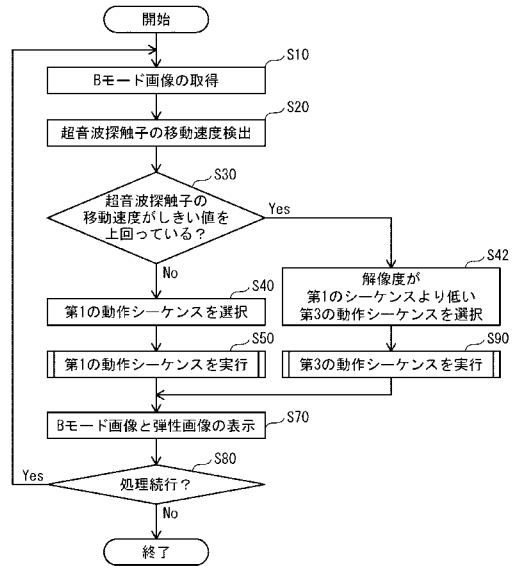 開始
S10
Bモード画像の取得
S20
超音波探触子の移動速度検出
S30
超音波探触子の
移動速度がしきい値を
上回っている？
Yes
No
S40
第1の動作シーケンスを選択
S42
解像度が
第1のシーケンスより低い
第3の動作シーケンスを選択
S50
第1の動作シーケンスを実行
S90
第3の動作シーケンスを実行
S70
Bモード画像と弾性画像の表示
S80
処理続行？
Yes
No
終了